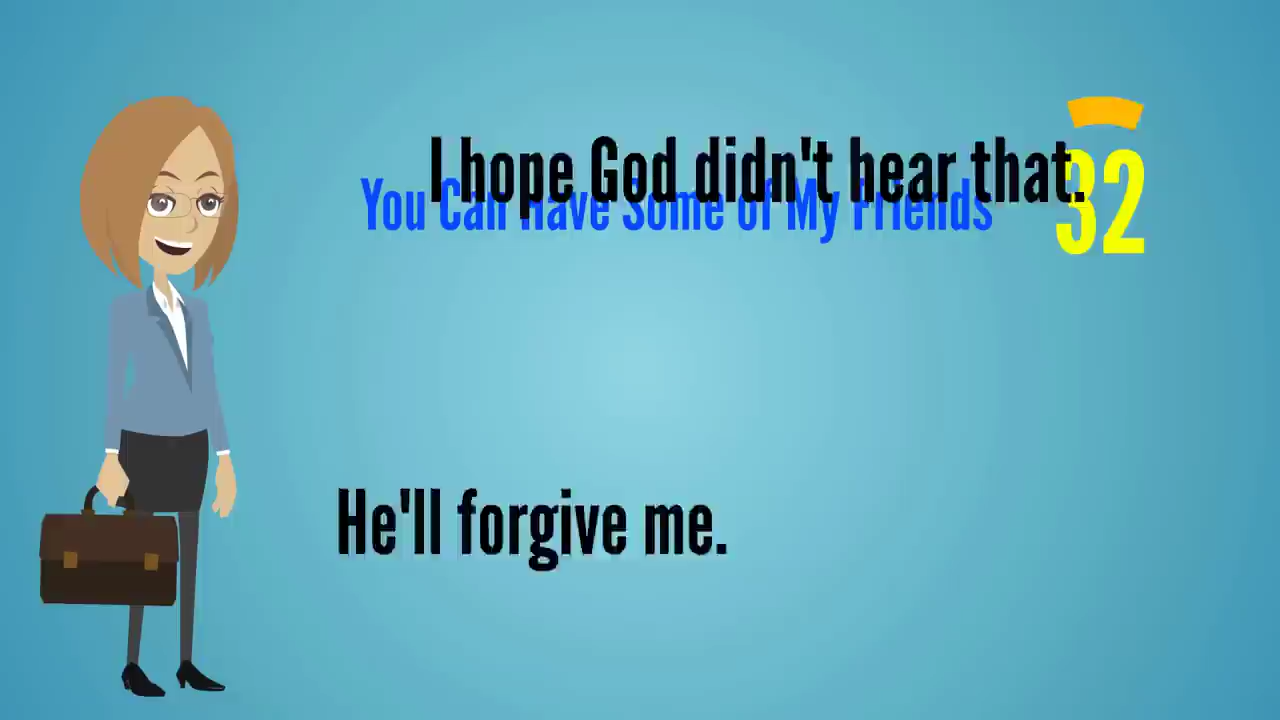 I hope God didn't hear that.
You Can Have Some of My Friends
32
He'll forgive me.